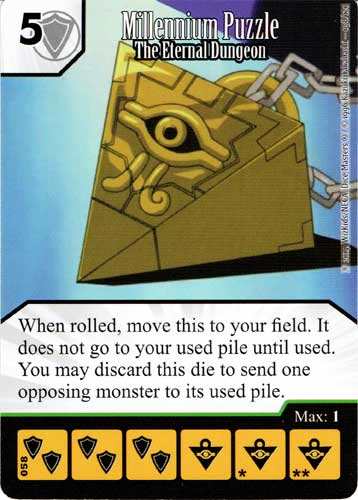 5
Millennium Puzzle
The Eternal Dungeon
When rolled, move this to your field. It
does not go to your used pile until used.
You may discard this die to send one
opposing monster to its used pile.
Max: 1
058
*
**